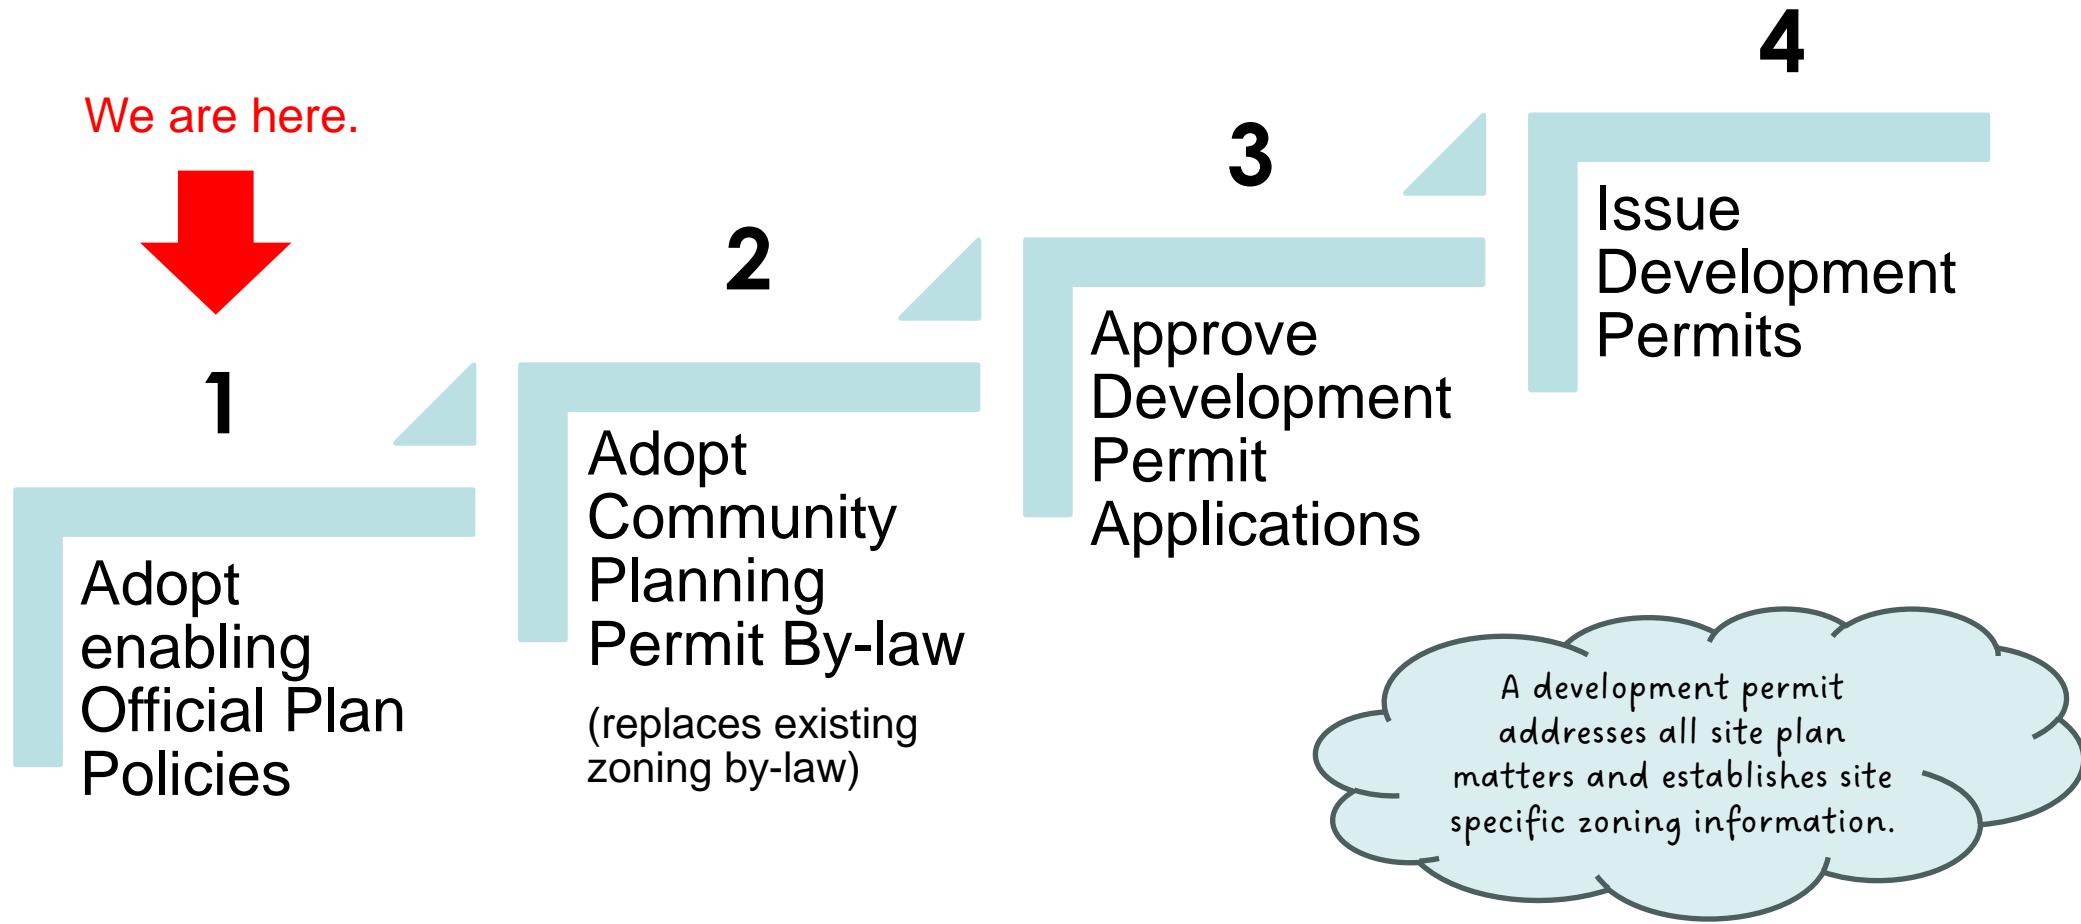 We are here.
1
Adopt
enabling
Official Plan
Policies
2
Adopt
Community
Planning
Permit By-law
(replaces existing
zoning by-law)
3
Approve
Development
Permit
Applications
4
Issue
Development
Permits
A development permit
addresses all site plan
matters and establishes site
specific zoning information.